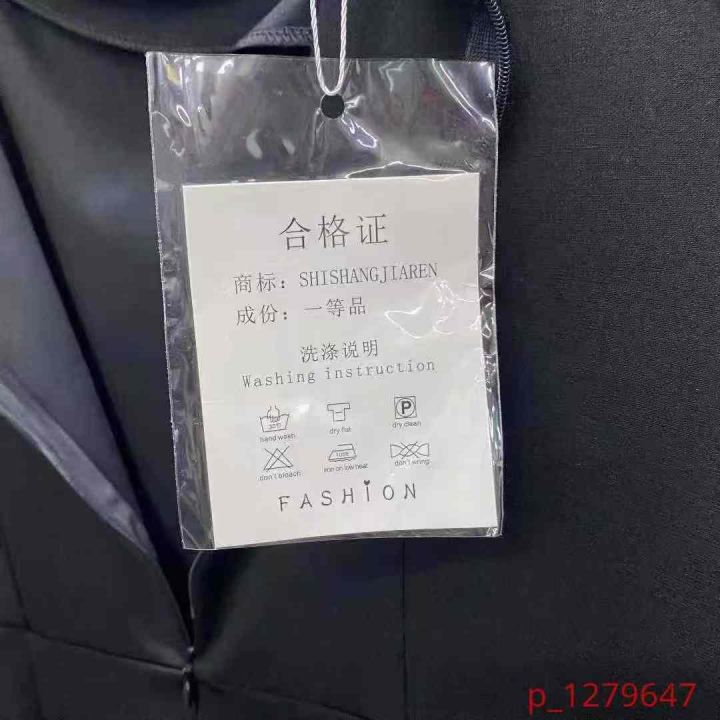 合格证
商标：SHISHANGJIAREN
成份：一等品
洗涤说明
Washing instruction
30℃
P
hand wash
dry flat
dry clean
don't bleach
iron on low heat
don't wring
FASHION
p_1279647